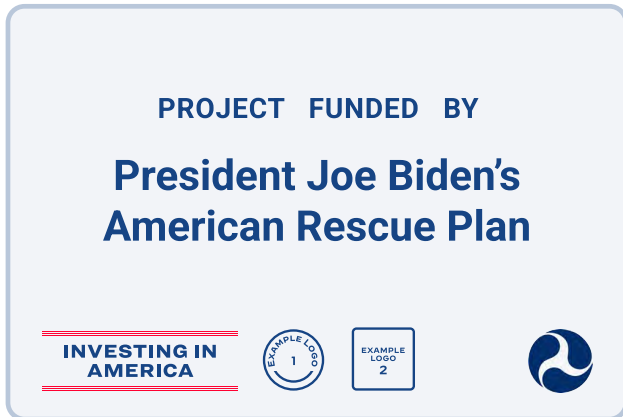 PROJECT FUNDED BY
President Joe Biden’s
American Rescue Plan
INVESTING IN
AMERICA
EXAMPLE LOGO
1
EXAMPLE
LOGO
2